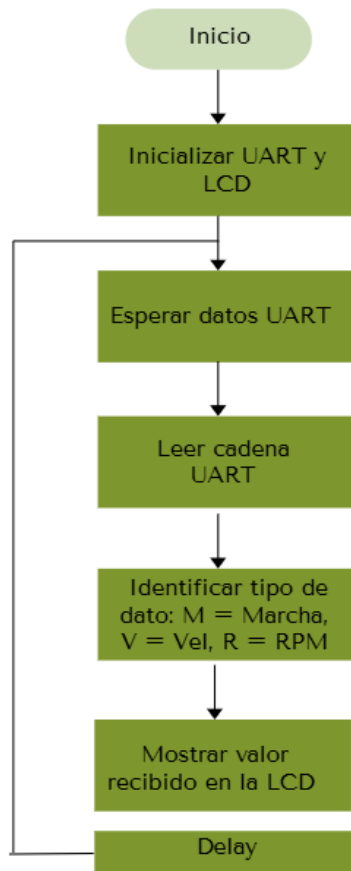 Inicio
Inicializar UART y
LCD
Esperar datos UART
Leer cadena
UART
Identificar tipo de
dato: M = Marcha,
V = Vel, R = RPM
Mostrar valor
recibido en la LCD
Delay